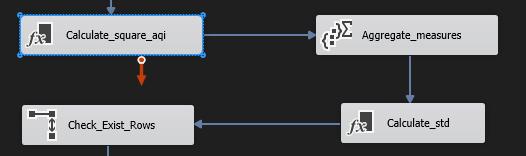 Calculate_square_aqi
Aggregate_measures
Calculate_std
Check_Exist_Rows